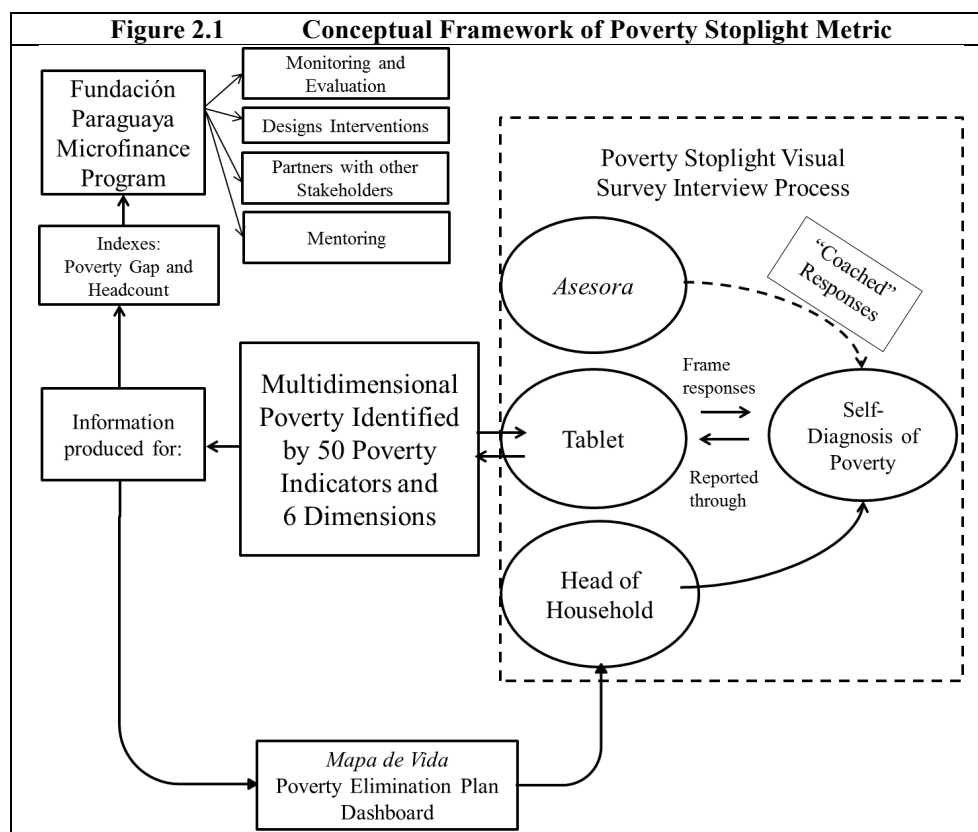 Figure 2.1 Conceptual Framework of Poverty Stoplight Metric
Fundación
Paraguaya
Microfinance
Program
Monitoring and
Evaluation
Designs Interventions
Partners with other
Stakeholders
Mentoring
Indexes:
Poverty Gap and
Headcount
Information
produced for:
Multidimensional
Poverty Identified
by 50 Poverty
Indicators and
6 Dimensions
Poverty Stoplight Visual
Survey Interview Process
Asesora
“Coached”
Responses
Tablet
Frame
responses
Reported
through
Self-
Diagnosis of
Poverty
Head of
Household
Mapa de Vida
Poverty Elimination Plan
Dashboard